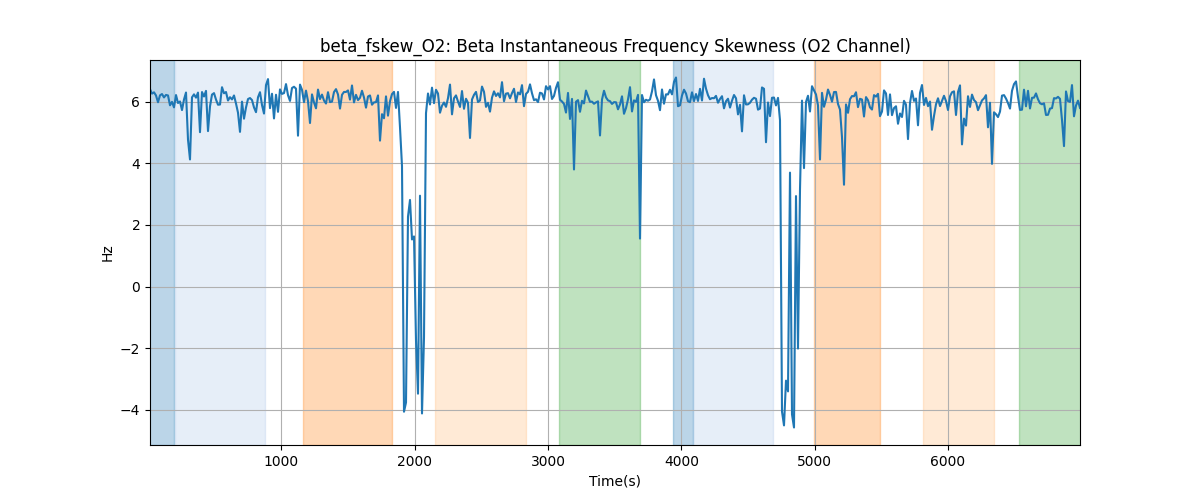 beta_fskew_O2: Beta Instantaneous Frequency Skewness (O2 Channel)
Hz
6
4
2
0
−2
−4
1000 2000 3000 4000 5000 6000
Time(s)